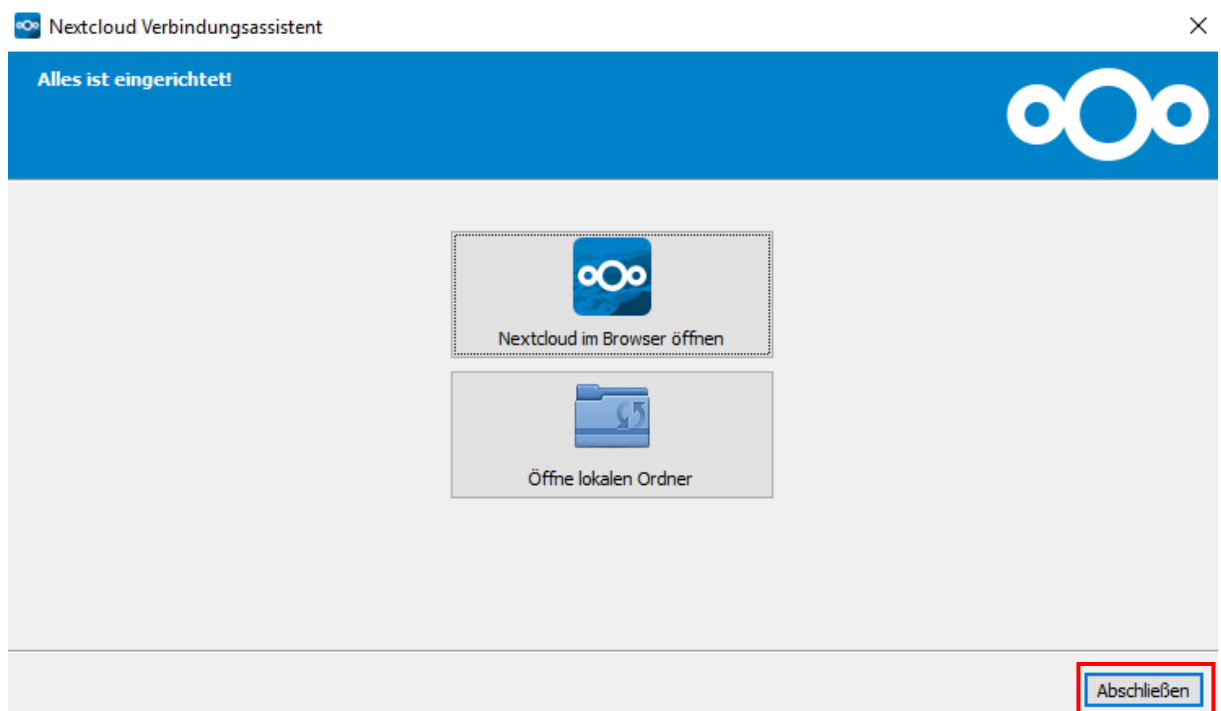 Nextcloud Verbindungsassistent
Alles ist eingerichtet!
Nextcloud im Browser öffnen
Öffne lokalen Ordner
Abschließen